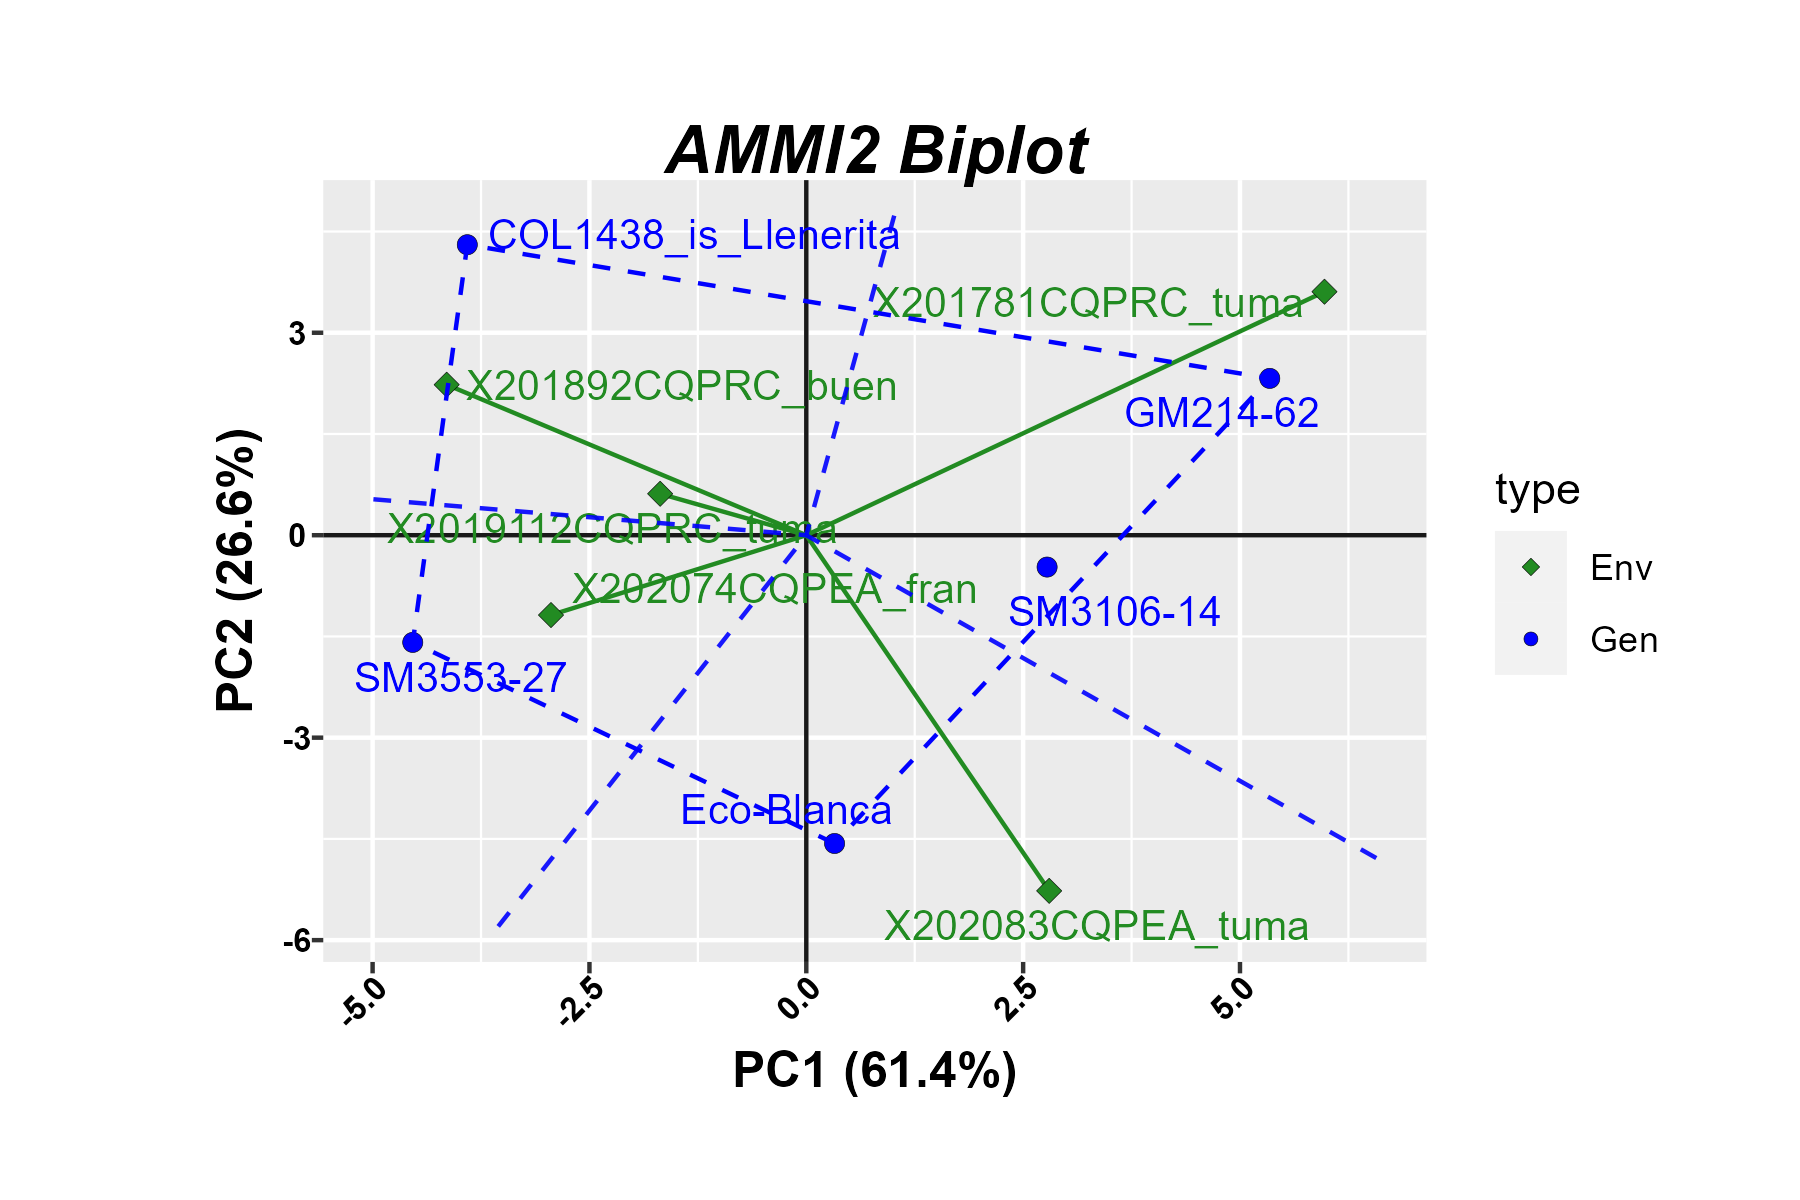 AMMI2 Biplot
COL1438_is_Llenerita
X201781CQPRC_tuma
3
X201892CQPRC_buen
GM214-62
PC2 (26.6%)
type
0
X2019112CQPRC_tuma
Env
X202074CQPEA_fran
SM3106-14
Gen
SM3553-27
-3
Eco-Blanca
X202083CQPEA_tuma
-6
-5.0 -2.5 0.0 2.5 5.0
PC1 (61.4%)